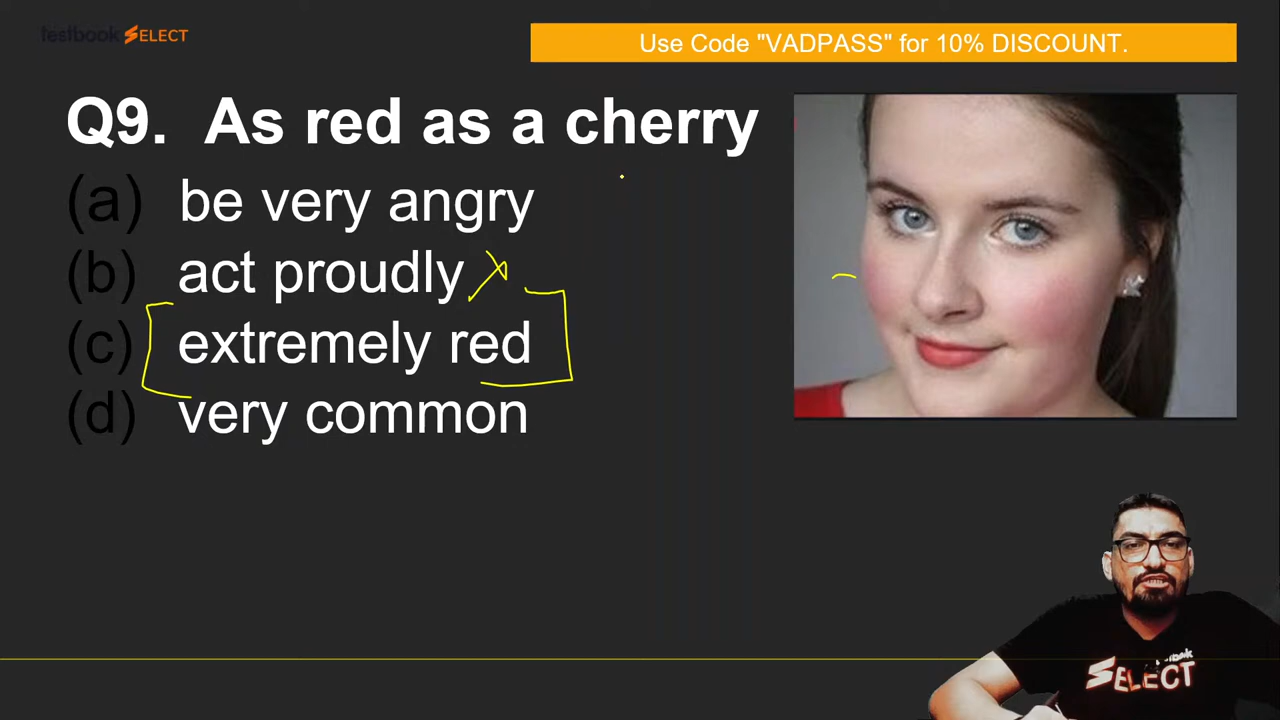 testbook SELECT
Use Code "VADPASS" for 10% DISCOUNT.
Q9. As red as a cherry
(a) be very angry
(b) act proudly
(c) extremely red
(d) very common
SELECT